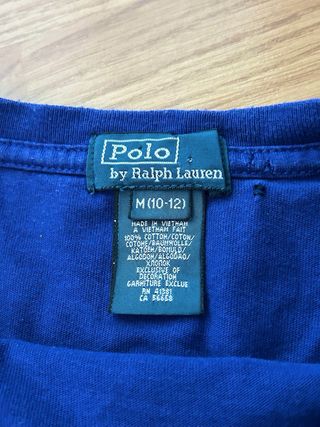 Polo
by Ralph Lauren
M (10-12)
MADE IN VIETNAM
A VIETNAM FAIT
100% COTTON/COTON/
COTONE/BAUMWOLLE/
KATOEN/BOMULD/
ALGODON/ALGODAO/
ХЛОПОК
EXCLUSIVE OF
DECORATION
GARNITURE EXCLUE
RN 41381
CA 56658